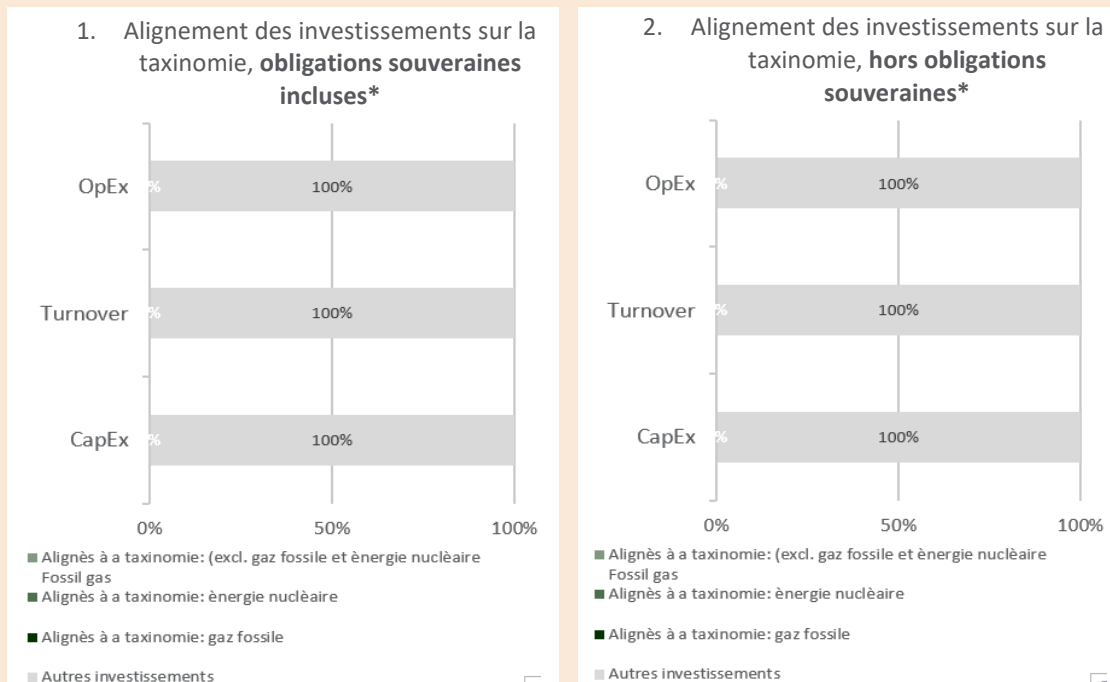 1. Alignement des investissements sur la
taxinomie, obligations souveraines
incluses*
OpEx
%
100%
Turnover
%
100%
CapEx
%
100%
0%
50%
100%
Alignès à a taxinomie: (excl. gaz fossile et ènergie nuclèaire
Fossil gas
Alignès à a taxinomie: ènergie nuclèaire
Alignès à a taxinomie: gaz fossile
Autres investissements
2. Alignement des investissements sur la
taxinomie, hors obligations
souveraines*
OpEx
%
100%
Turnover
%
100%
CapEx
%
100%
0%
50%
100%
Alignès à a taxinomie: (excl. gaz fossile et ènergie nuclèaire
Fossil gas
Alignès à a taxinomie: ènergie nuclèaire
Alignès à a taxinomie: gaz fossile
Autres investissements